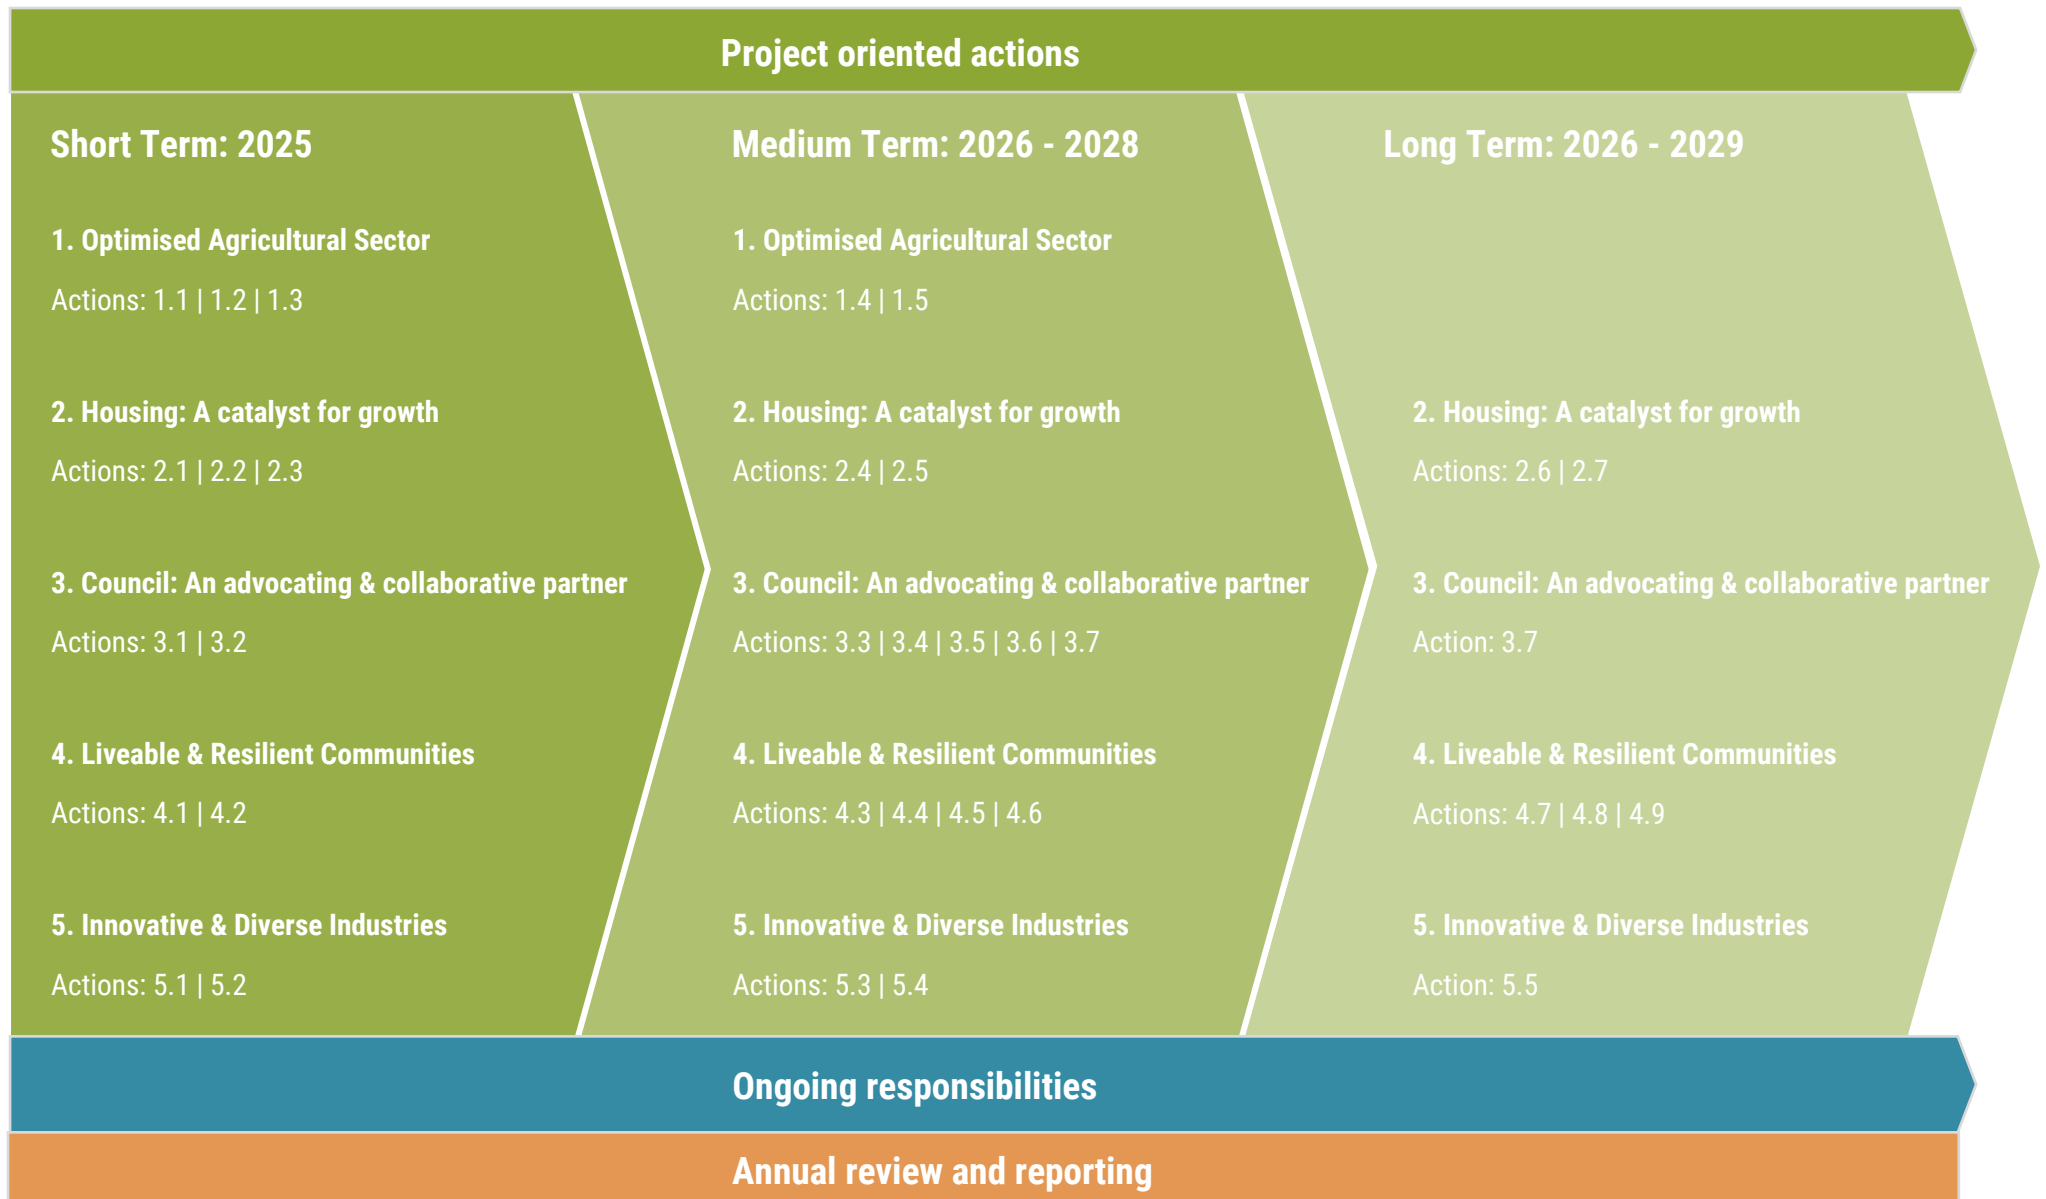 Project oriented actions
Short Term: 2025
1. Optimised Agricultural Sector
Actions: 1.1 | 1.2 | 1.3
2. Housing: A catalyst for growth
Actions: 2.1 | 2.2 | 2.3
3. Council: An advocating & collaborative partner
Actions: 3.1 | 3.2
4. Liveable & Resilient Communities
Actions: 4.1 | 4.2
5. Innovative & Diverse Industries
Actions: 5.1 | 5.2
Medium Term: 2026 - 2028
1. Optimised Agricultural Sector
Actions: 1.4 | 1.5
2. Housing: A catalyst for growth
Actions: 2.4 | 2.5
3. Council: An advocating & collaborative partner
Actions: 3.3 | 3.4 | 3.5 | 3.6 | 3.7
4. Liveable & Resilient Communities
Actions: 4.3 | 4.4 | 4.5 | 4.6
5. Innovative & Diverse Industries
Actions: 5.3 | 5.4
Long Term: 2026 - 2029
2. Housing: A catalyst for growth
Actions: 2.6 | 2.7
3. Council: An advocating & collaborative partner
Action: 3.7
4. Liveable & Resilient Communities
Actions: 4.7 | 4.8 | 4.9
5. Innovative & Diverse Industries
Action: 5.5
Ongoing responsibilities
Annual review and reporting